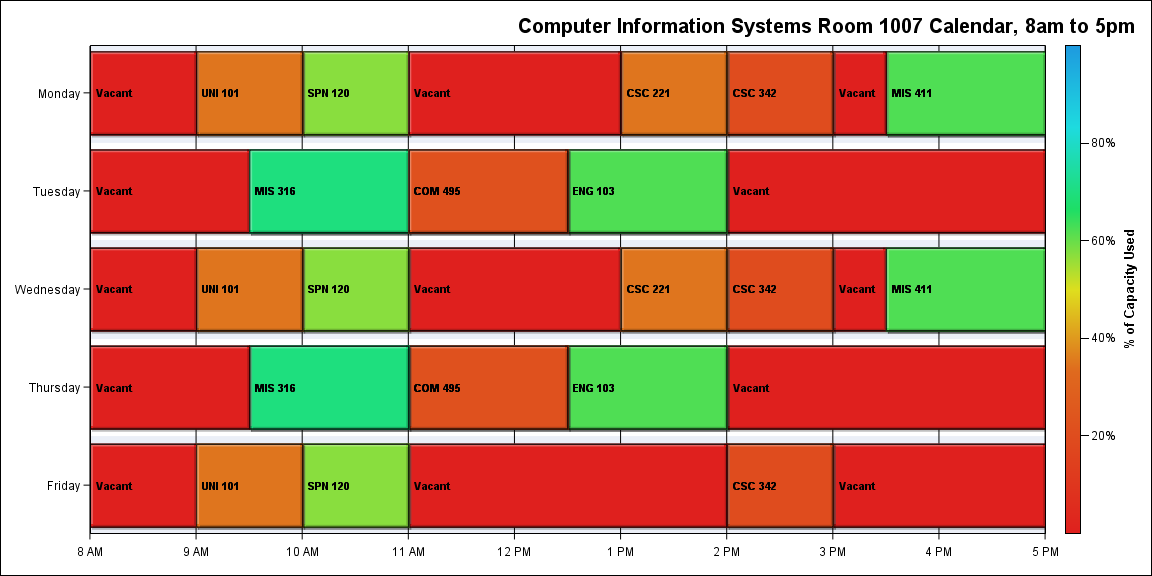 Computer Information Systems Room 1007 Calendar, 8am to 5pm
Monday
Vacant
UNI 101
SPN 120
Vacant
CSC 221
CSC 342
Vacant
MIS 411
Tuesday
Vacant
MIS 316
COM 495
ENG 103
Vacant
Wednesday
Vacant
UNI 101
SPN 120
Vacant
CSC 221
CSC 342
Vacant
MIS 411
Thursday
Vacant
MIS 316
COM 495
ENG 103
Vacant
Friday
Vacant
UNI 101
SPN 120
Vacant
CSC 342
Vacant
8 AM
9 AM
10 AM
11 AM
12 PM
1 PM
2 PM
3 PM
4 PM
5 PM
80%
60%
40%
20%
% of Capacity Used